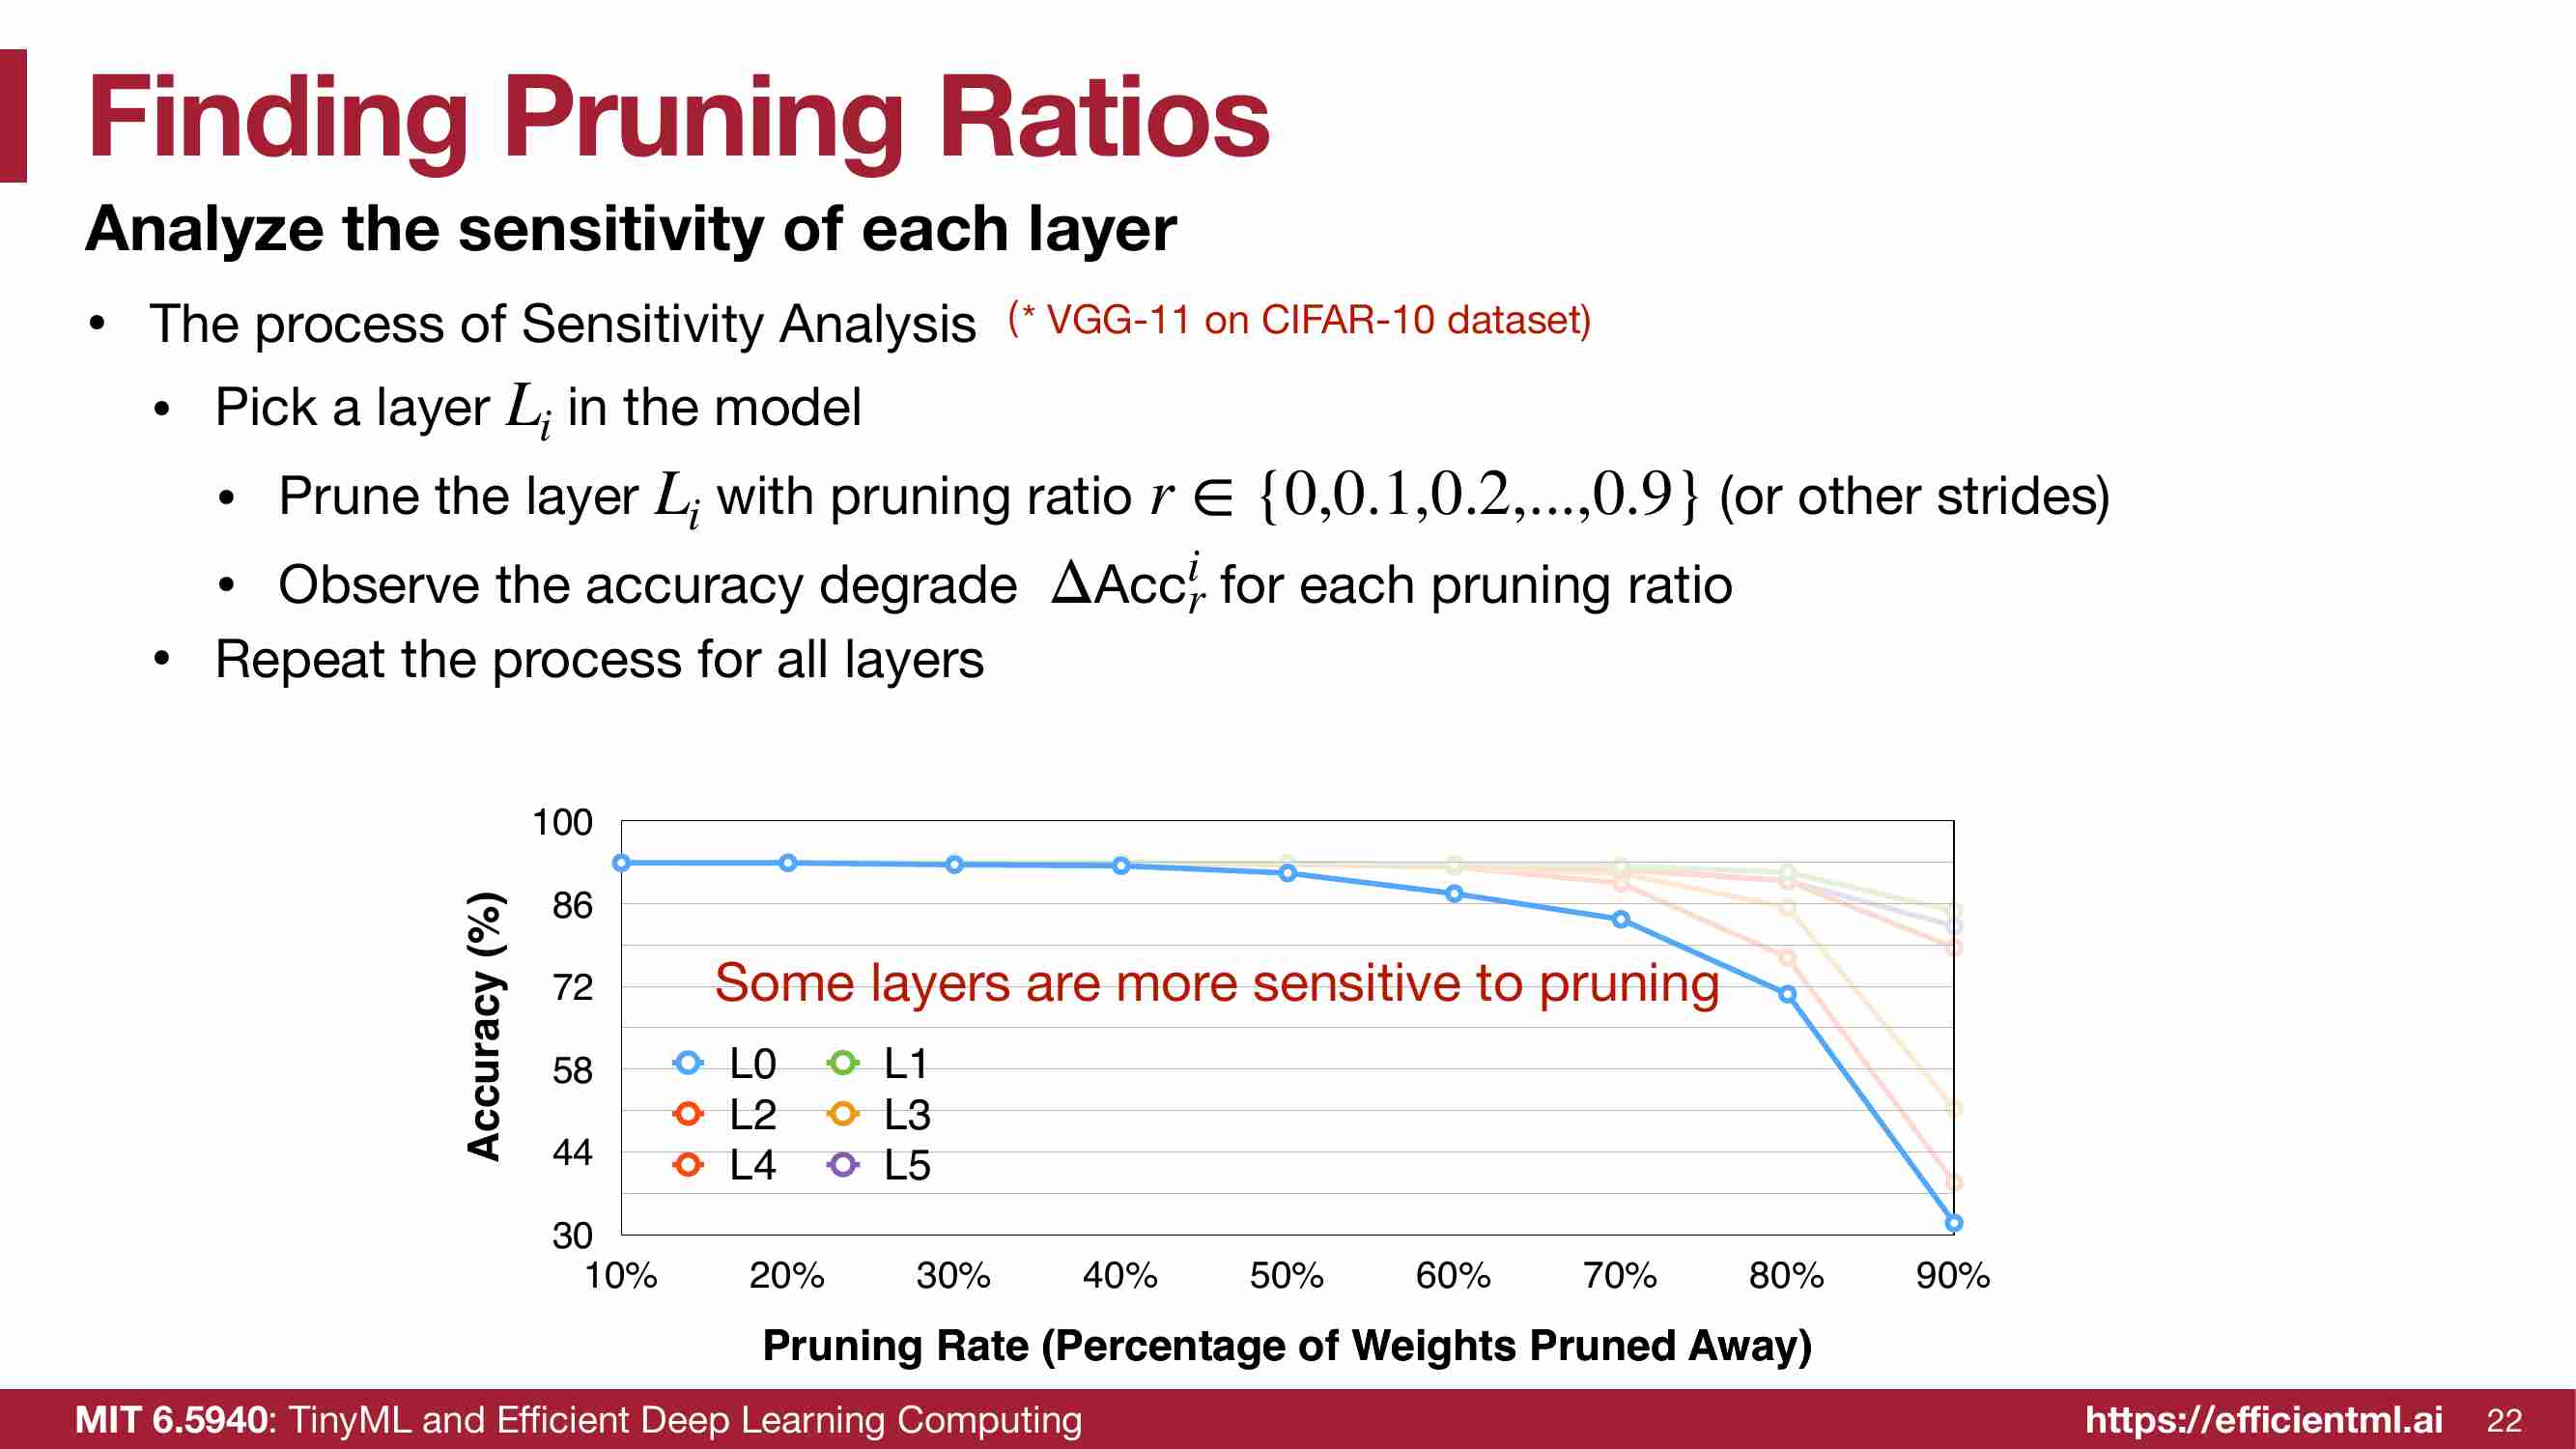 Finding Pruning Ratios
Analyze the sensitivity of each layer
• The process of Sensitivity Analysis (* VGG-11 on CIFAR-10 dataset)
• Pick a layer L_i in the model
• Prune the layer L_i with pruning ratio r ∈ {0,0.1,0.2,...,0.9} (or other strides)
• Observe the accuracy degrade ΔAcc_r^i for each pruning ratio
• Repeat the process for all layers
Accuracy (%)
100
86
72
58
44
30
Some layers are more sensitive to pruning
L0 L1
L2 L3
L4 L5
10% 20% 30% 40% 50% 60% 70% 80% 90%
Pruning Rate (Percentage of Weights Pruned Away)
MIT 6.5940: TinyML and Efficient Deep Learning Computing https://efficientml.ai 22